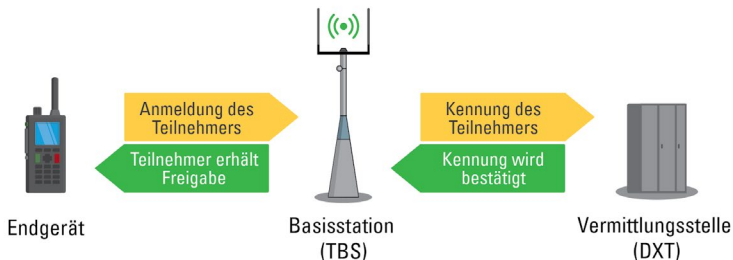 Anmeldung des
Teilnehmers
Teilnehmer erhält
Freigabe
Kennung des
Teilnehmers
Kennung wird
bestätigt
Endgerät
Basisstation
(TBS)
Vermittlungsstelle
(DXT)